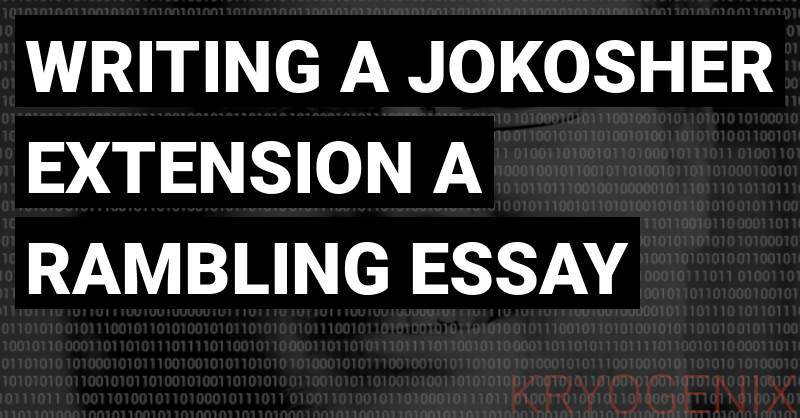 WRITING A JOKOSHER
EXTENSION A
RAMBLING ESSAY
KRYOGENIX